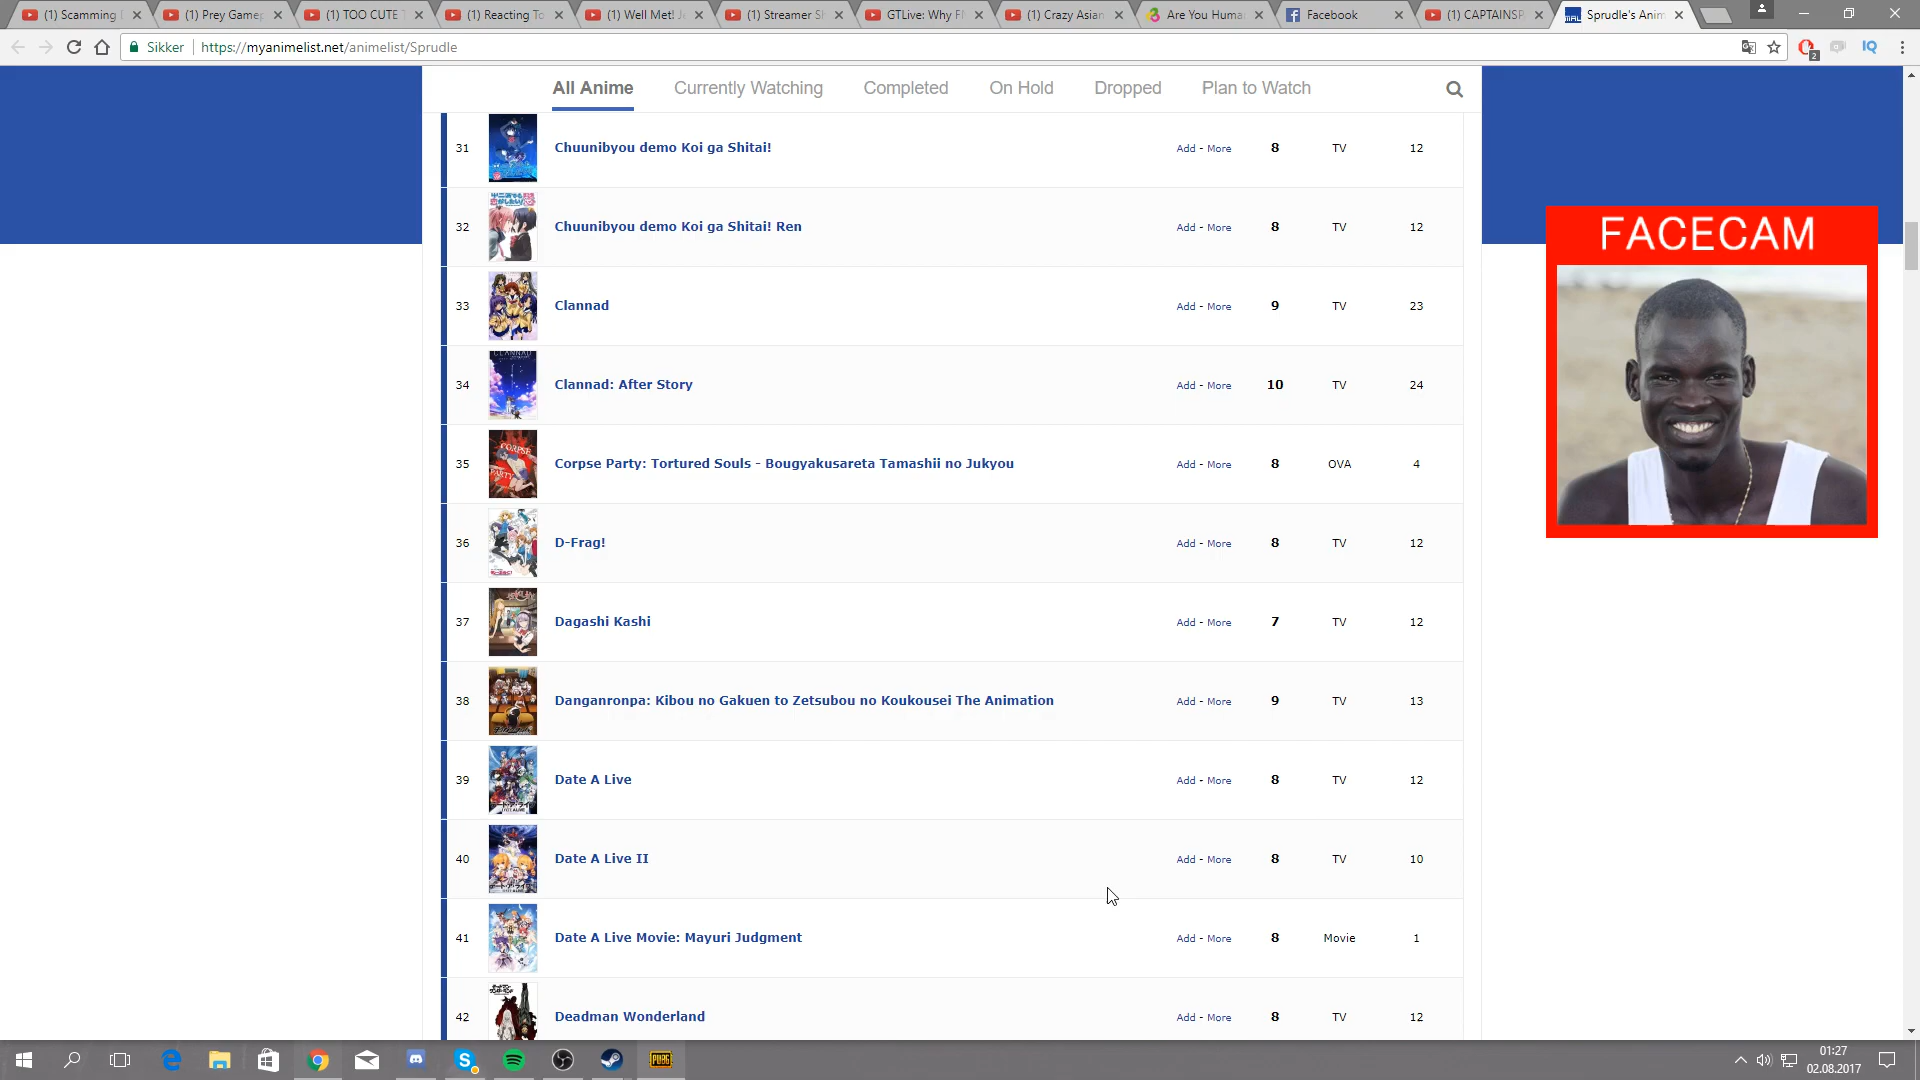 (1) Scamming
(1) Prey Gamep
(1) TOO CUTE T
(1) Reacting To
(1) Well Met! Je
(1) Streamer Sh
GTLive: Why F
(1) Crazy Asian
Are You Human
Facebook
(1) CAPTAINSPA
Sprudle's Anim
Sikker https://myanimelist.net/animelist/Sprudle
2
IQ
All Anime Currently Watching Completed On Hold Dropped Plan to Watch
31 Chuunibyou demo Koi ga Shitai! Add - More 8 TV 12
32 Chuunibyou demo Koi ga Shitai! Ren Add - More 8 TV 12
33 Clannad Add - More 9 TV 23
34 Clannad: After Story Add - More 10 TV 24
35 Corpse Party: Tortured Souls - Bougyakusareta Tamashii no Jukyou Add - More 8 OVA 4
36 D-Frag! Add - More 8 TV 12
37 Dagashi Kashi Add - More 7 TV 12
38 Danganronpa: Kibou no Gakuen to Zetsubou no Koukousei The Animation Add - More 9 TV 13
39 Date A Live Add - More 8 TV 12
40 Date A Live II Add - More 8 TV 10
41 Date A Live Movie: Mayuri Judgment Add - More 8 Movie 1
42 Deadman Wonderland Add - More 8 TV 12
FACECAM
PUBG
01:27
02.08.2017